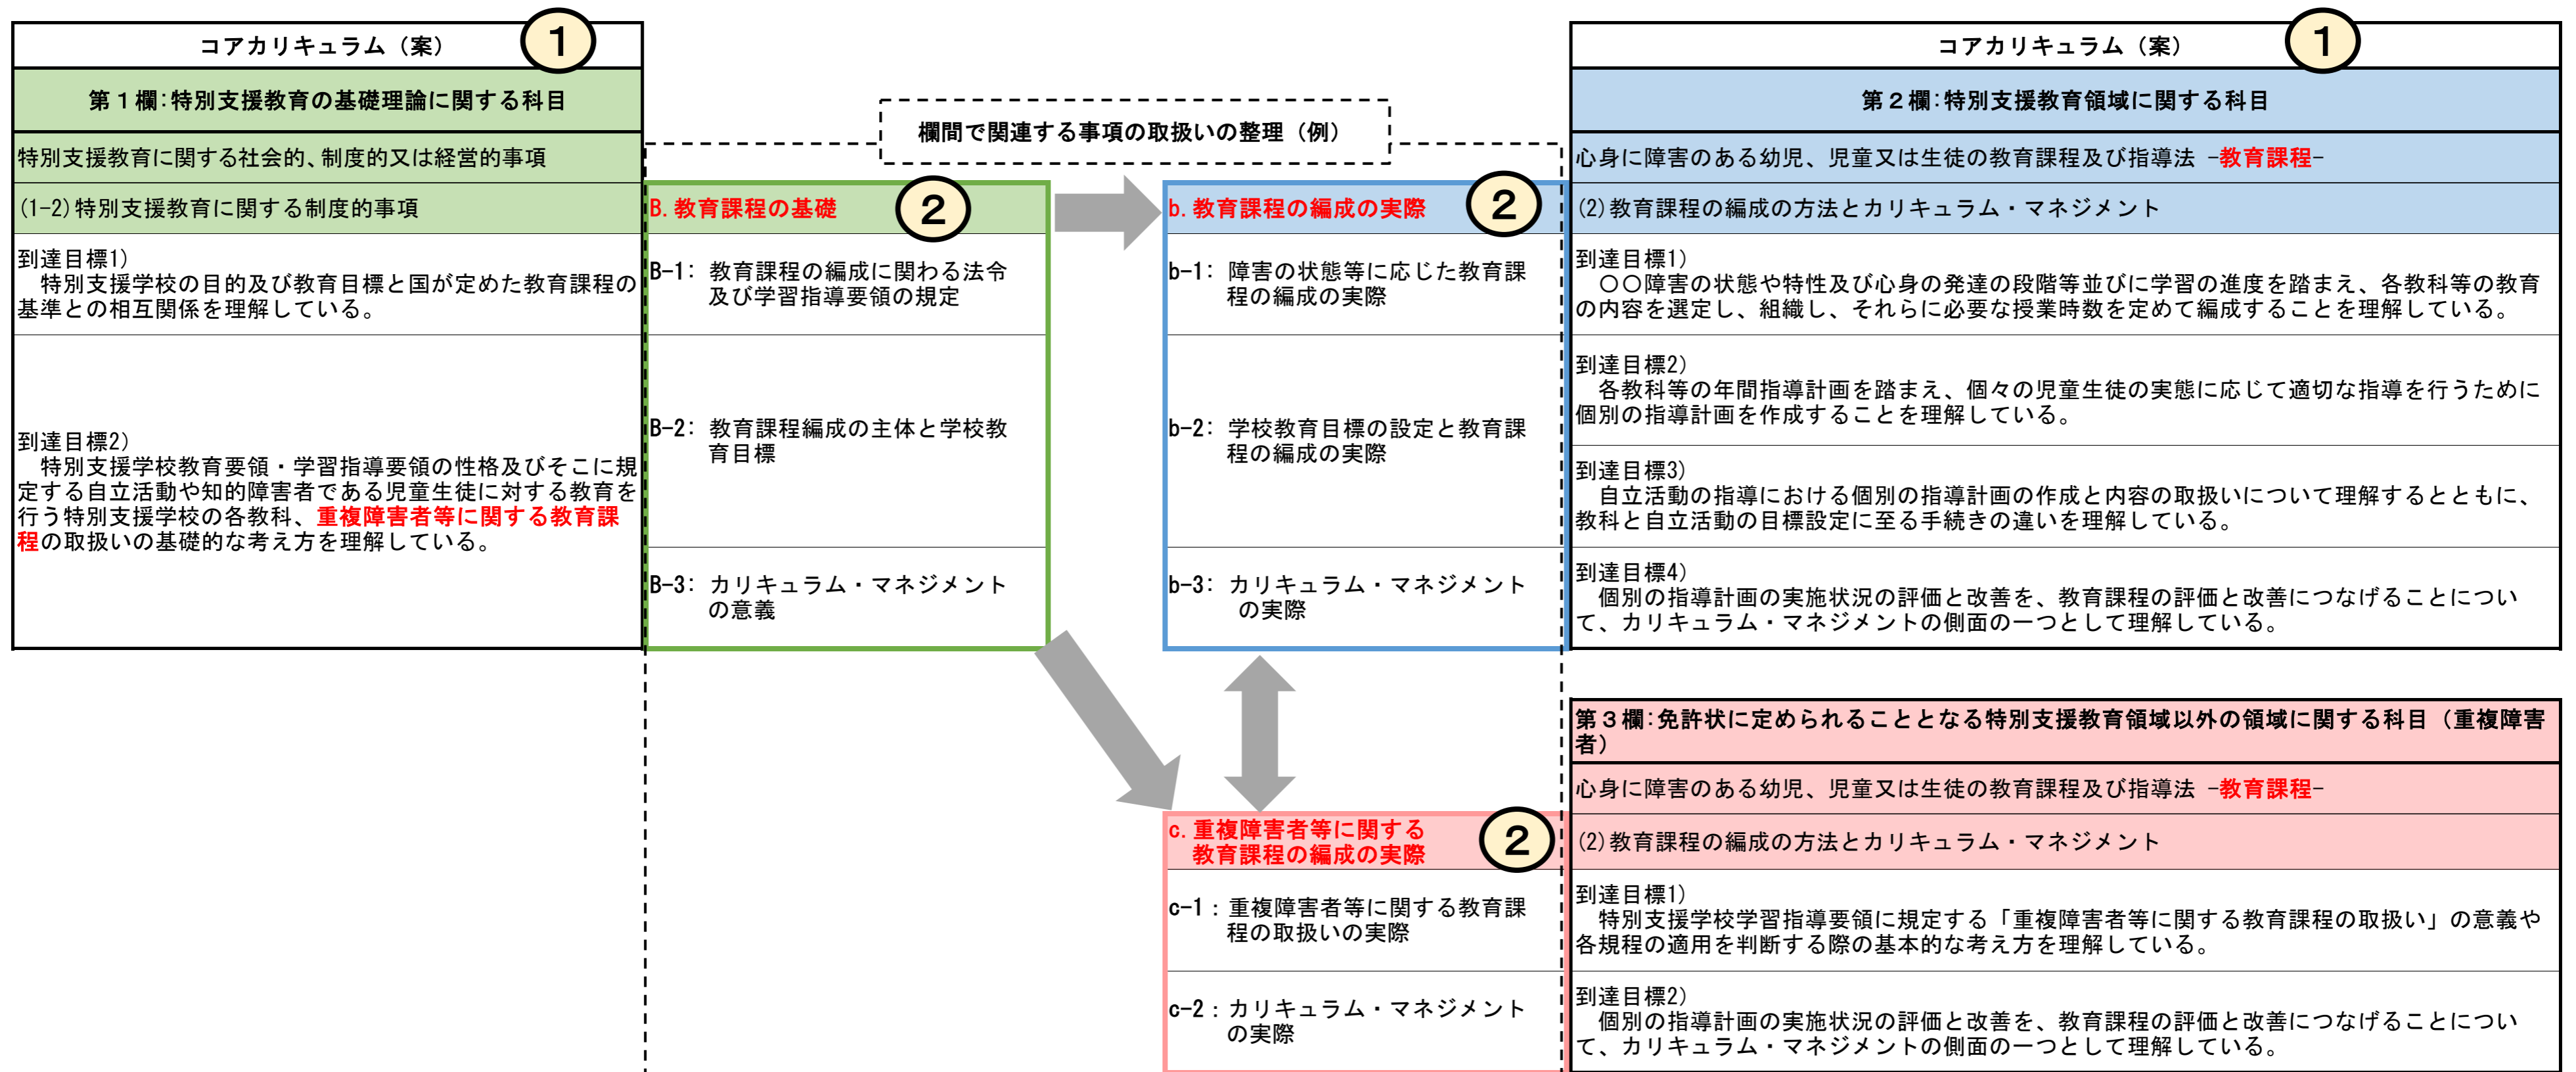 コアカリキュラム（案）
1
第１欄:特別支援教育の基礎理論に関する科目
特別支援教育に関する社会的、制度的又は経営的事項
(1-2)特別支援教育に関する制度的事項
到達目標1)
特別支援学校の目的及び教育目標と国が定めた教育課程の
基準との相互関係を理解している。
到達目標2)
特別支援学校教育要領・学習指導要領の性格及びそこに規
定する自立活動や知的障害者である児童生徒に対する教育を
行う特別支援学校の各教科、重複障害者等に関する教育課
程の取扱いの基礎的な考え方を理解している。
欄間で関連する事項の取扱いの整理（例）
B.教育課程の基礎
2
B-1: 教育課程の編成に関わる法令
及び学習指導要領の規定
B-2: 教育課程編成の主体と学校教
育目標
B-3: カリキュラム・マネジメント
の意義
b.教育課程の編成の実際
2
b-1: 障害の状態等に応じた教育課
程の編成の実際
b-2: 学校教育目標の設定と教育課
程の編成の実際
b-3: カリキュラム・マネジメント
の実際
c.重複障害者等に関する
教育課程の編成の実際
2
c-1：重複障害者等に関する教育課
程の取扱いの実際
c-2：カリキュラム・マネジメント
の実際
コアカリキュラム（案）
1
第２欄:特別支援教育領域に関する科目
心身に障害のある幼児、児童又は生徒の教育課程及び指導法 -教育課程-
(2)教育課程の編成の方法とカリキュラム・マネジメント
到達目標1)
○○障害の状態や特性及び心身の発達の段階等並びに学習の進度を踏まえ、各教科等の教育
の内容を選定し、組織し、それらに必要な授業時数を定めて編成することを理解している。
到達目標2)
各教科等の年間指導計画を踏まえ、個々の児童生徒の実態に応じて適切な指導を行うために
個別の指導計画を作成することを理解している。
到達目標3)
自立活動の指導における個別の指導計画の作成と内容の取扱いについて理解するとともに、
教科と自立活動の目標設定に至る手続きの違いを理解している。
到達目標4)
個別の指導計画の実施状況の評価と改善を、教育課程の評価と改善につなげることについ
て、カリキュラム・マネジメントの側面の一つとして理解している。
第３欄:免許状に定められることとなる特別支援教育領域以外の領域に関する科目（重複障害
者）
心身に障害のある幼児、児童又は生徒の教育課程及び指導法 -教育課程-
(2)教育課程の編成の方法とカリキュラム・マネジメント
到達目標1)
特別支援学校学習指導要領に規定する「重複障害者等に関する教育課程の取扱い」の意義や
各規程の適用を判断する際の基本的な考え方を理解している。
到達目標2)
個別の指導計画の実施状況の評価と改善を、教育課程の評価と改善につなげることについ
て、カリキュラム・マネジメントの側面の一つとして理解している。